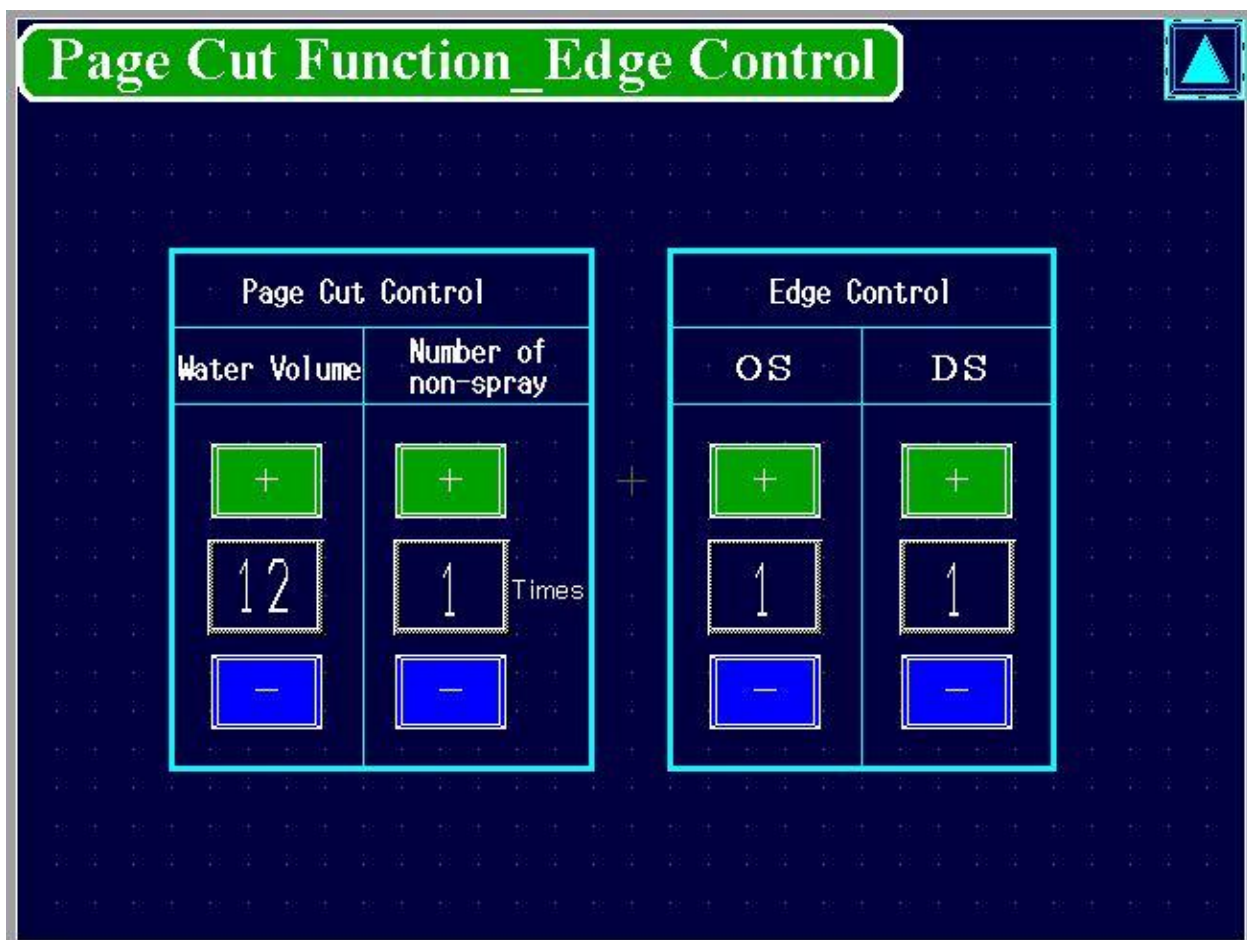 Page Cut Function_Edge Control
Page Cut Control
Water Volume
Number of
non-spray
+
+
12
1 Times
-
-
Edge Control
OS
DS
+
+
1
1
-
-